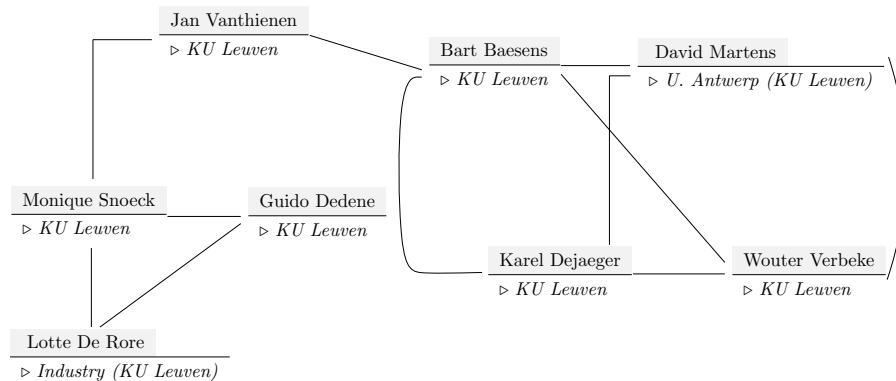 Jan Vanthienen
▷ KU Leuven
Bart Baesens
▷ KU Leuven
David Martens
▷ U. Antwerp (KU Leuven)
Monique Snoeck
▷ KU Leuven
Guido Dedene
▷ KU Leuven
Karel Dejaeger
▷ KU Leuven
Wouter Verbeke
▷ KU Leuven
Lotte De Rore
▷ Industry (KU Leuven)